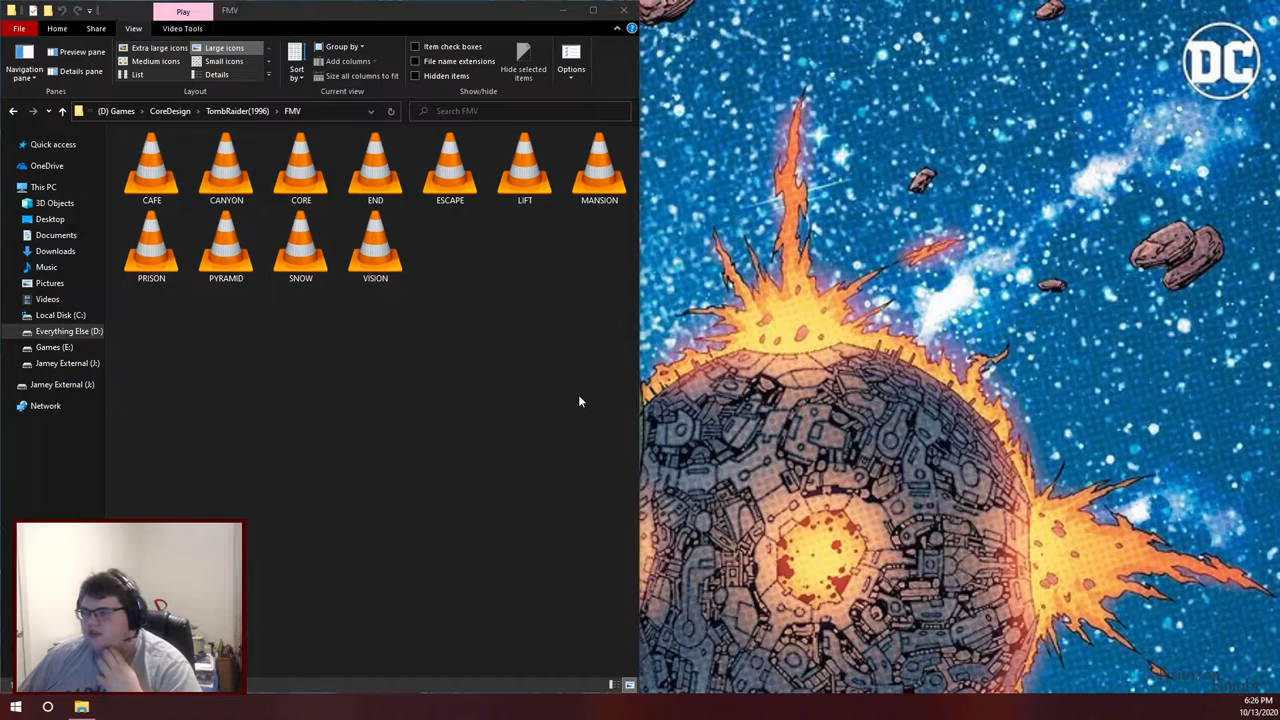 Play
FMV
File
Home
Share
View
Video Tools
Navigation pane
Preview pane
Details pane
Panes
Extra large icons
Large icons
Medium icons
Small icons
List
Details
Layout
Sort by
Group by
Add columns
Size all columns to fit
Current view
Item check boxes
File name extensions
Hidden items
Show/hide
Hide selected items
Options
(D) Games > CoreDesign > TombRaider(1996) > FMV
Search FMV
Quick access
OneDrive
This PC
3D Objects
Desktop
Documents
Downloads
Music
Pictures
Videos
Local Disk (C:)
Everything Else (D:)
Games (E:)
Jamey External (J:)
Jamey External (J:)
Network
CAFE
CANYON
CORE
END
ESCAPE
LIFT
MANSION
PRISON
PYRAMID
SNOW
VISION
DC
6:26 PM
10/13/2020